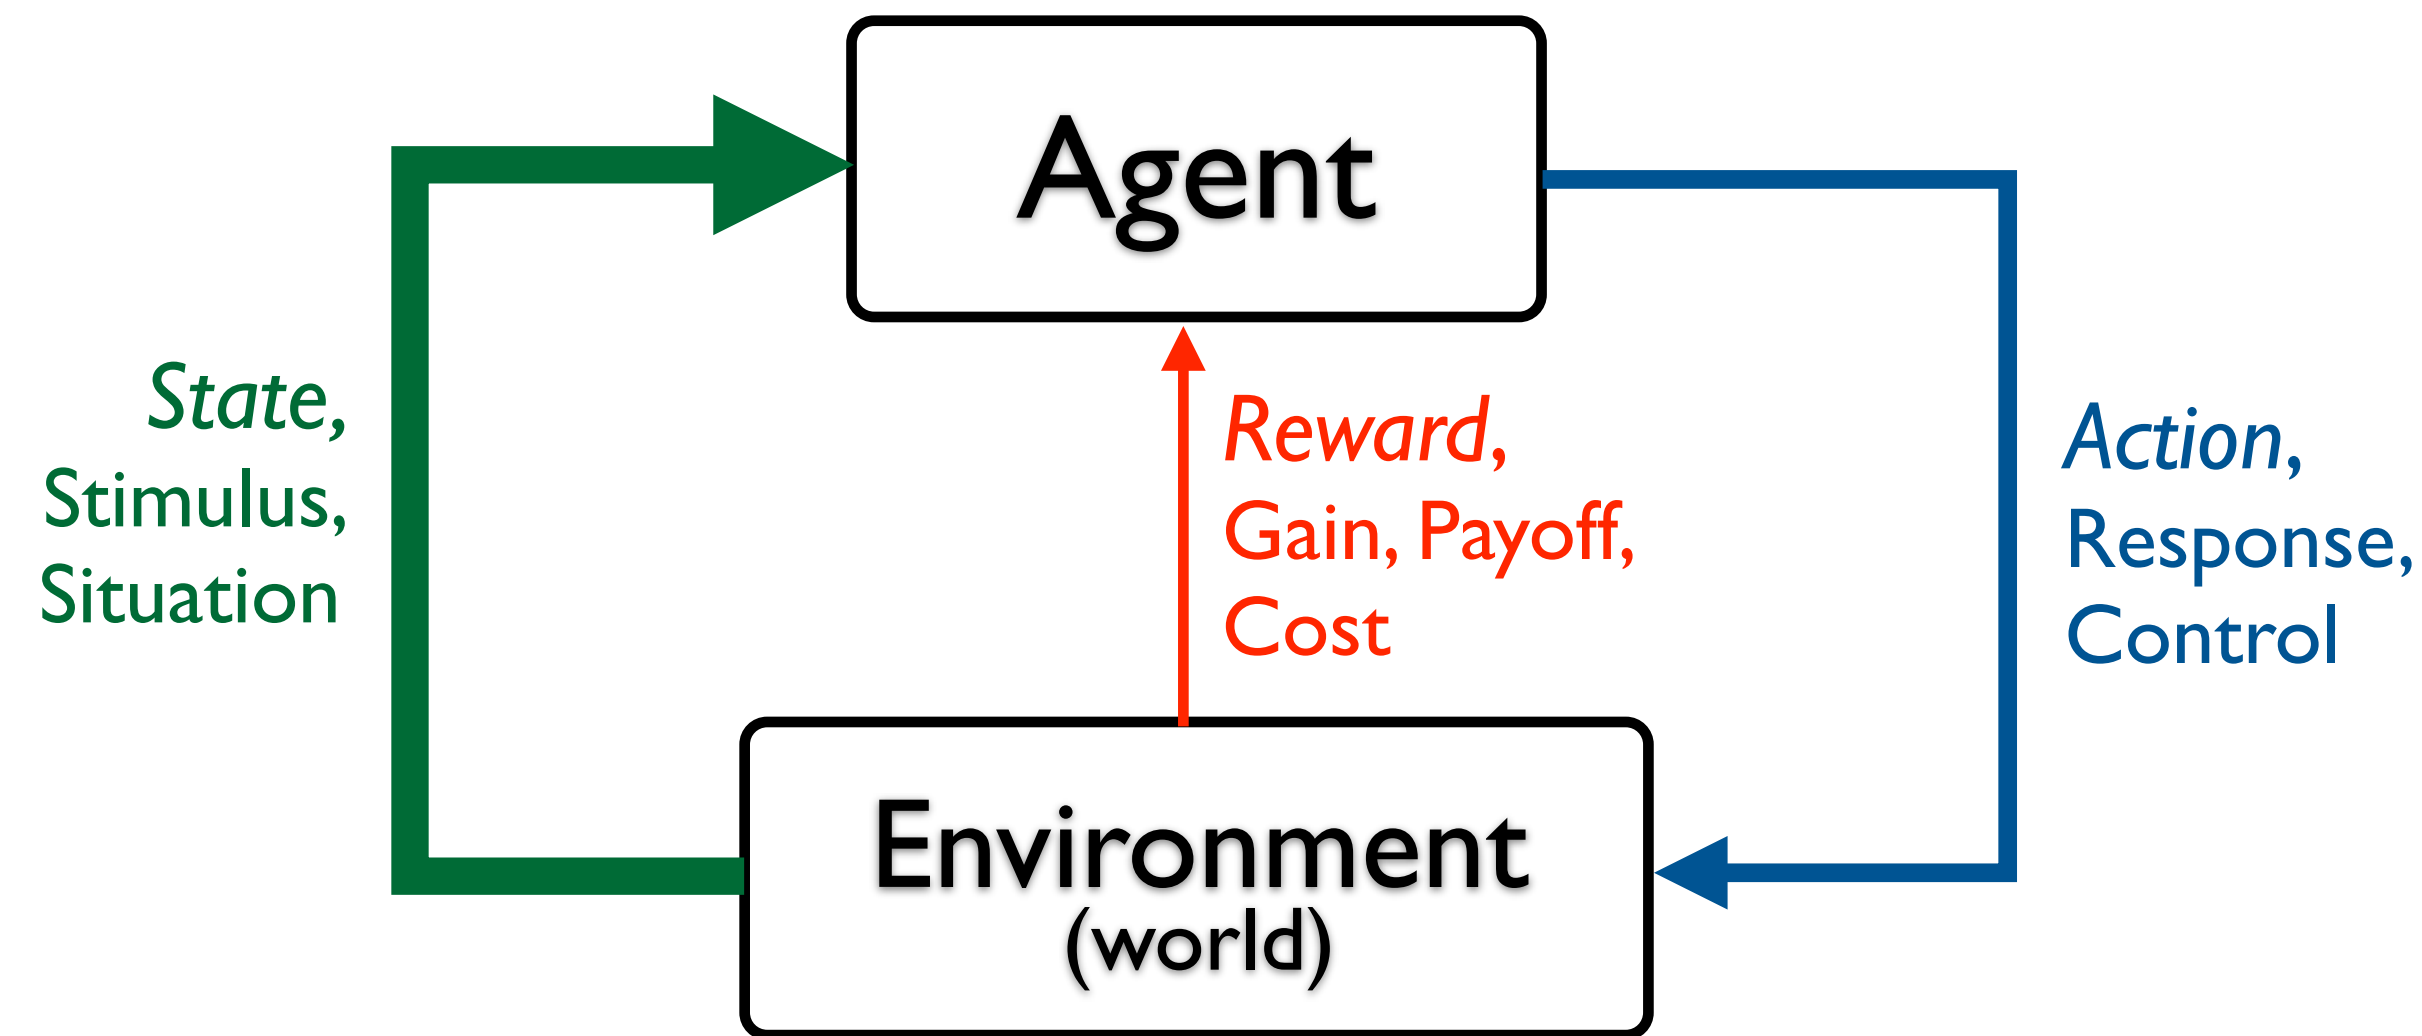 Agent
State,
Stimulus,
Situation
Reward,
Gain, Payoff,
Cost
Action,
Response,
Control
Environment
(world)